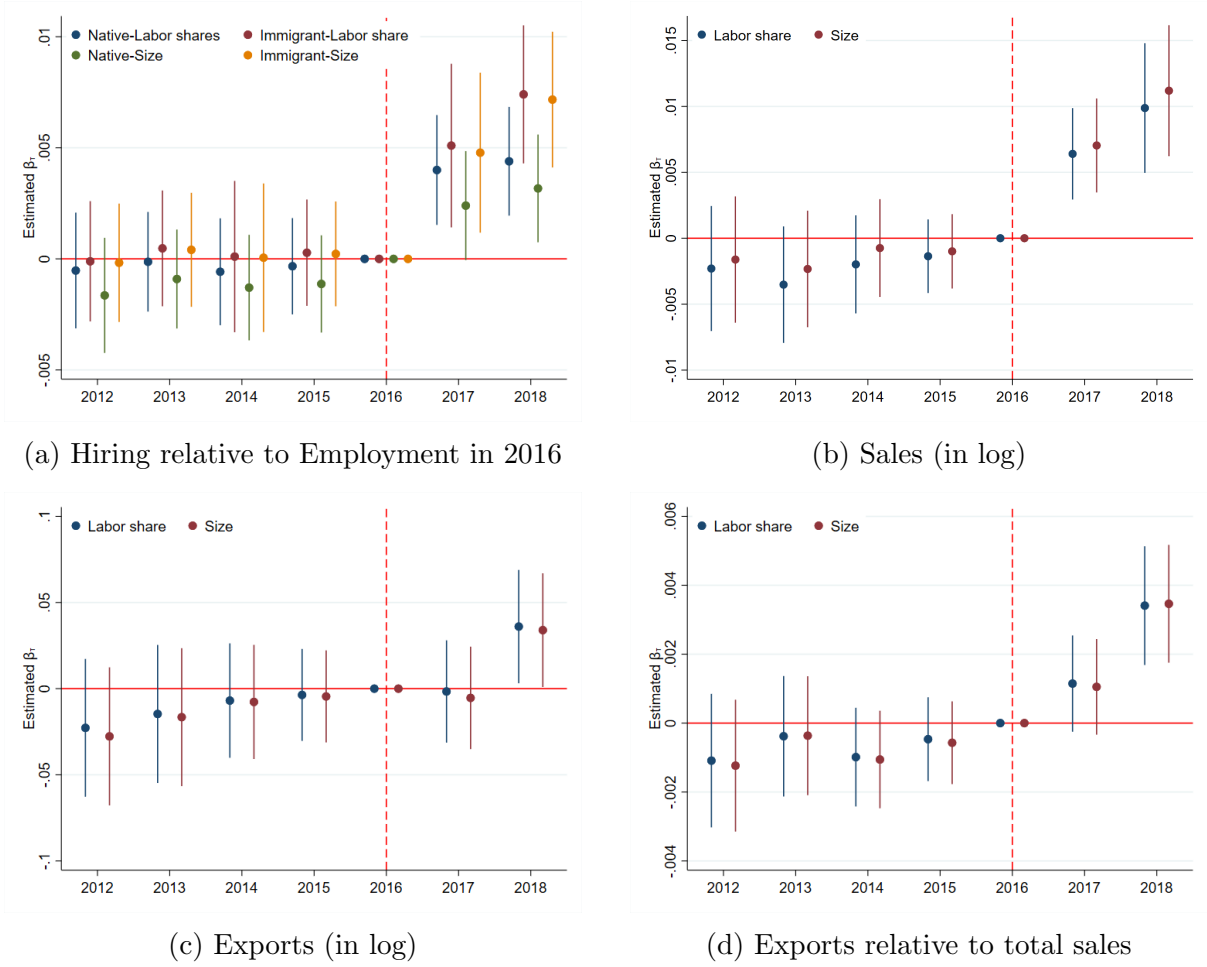 Native-Labor shares Immigrant-Labor share
Native-Size Immigrant-Size
Estimated βτ
.01
.005
0
-.005
2012 2013 2014 2015 2016 2017 2018
(a) Hiring relative to Employment in 2016
Labor share Size
Estimated βτ
.015
.01
.005
0
-.005
-.01
2012 2013 2014 2015 2016 2017 2018
(b) Sales (in log)
Labor share Size
Estimated βτ
.1
.05
0
-.05
-.1
2012 2013 2014 2015 2016 2017 2018
(c) Exports (in log)
Labor share Size
Estimated βτ
.006
.004
.002
0
-.002
-.004
2012 2013 2014 2015 2016 2017 2018
(d) Exports relative to total sales